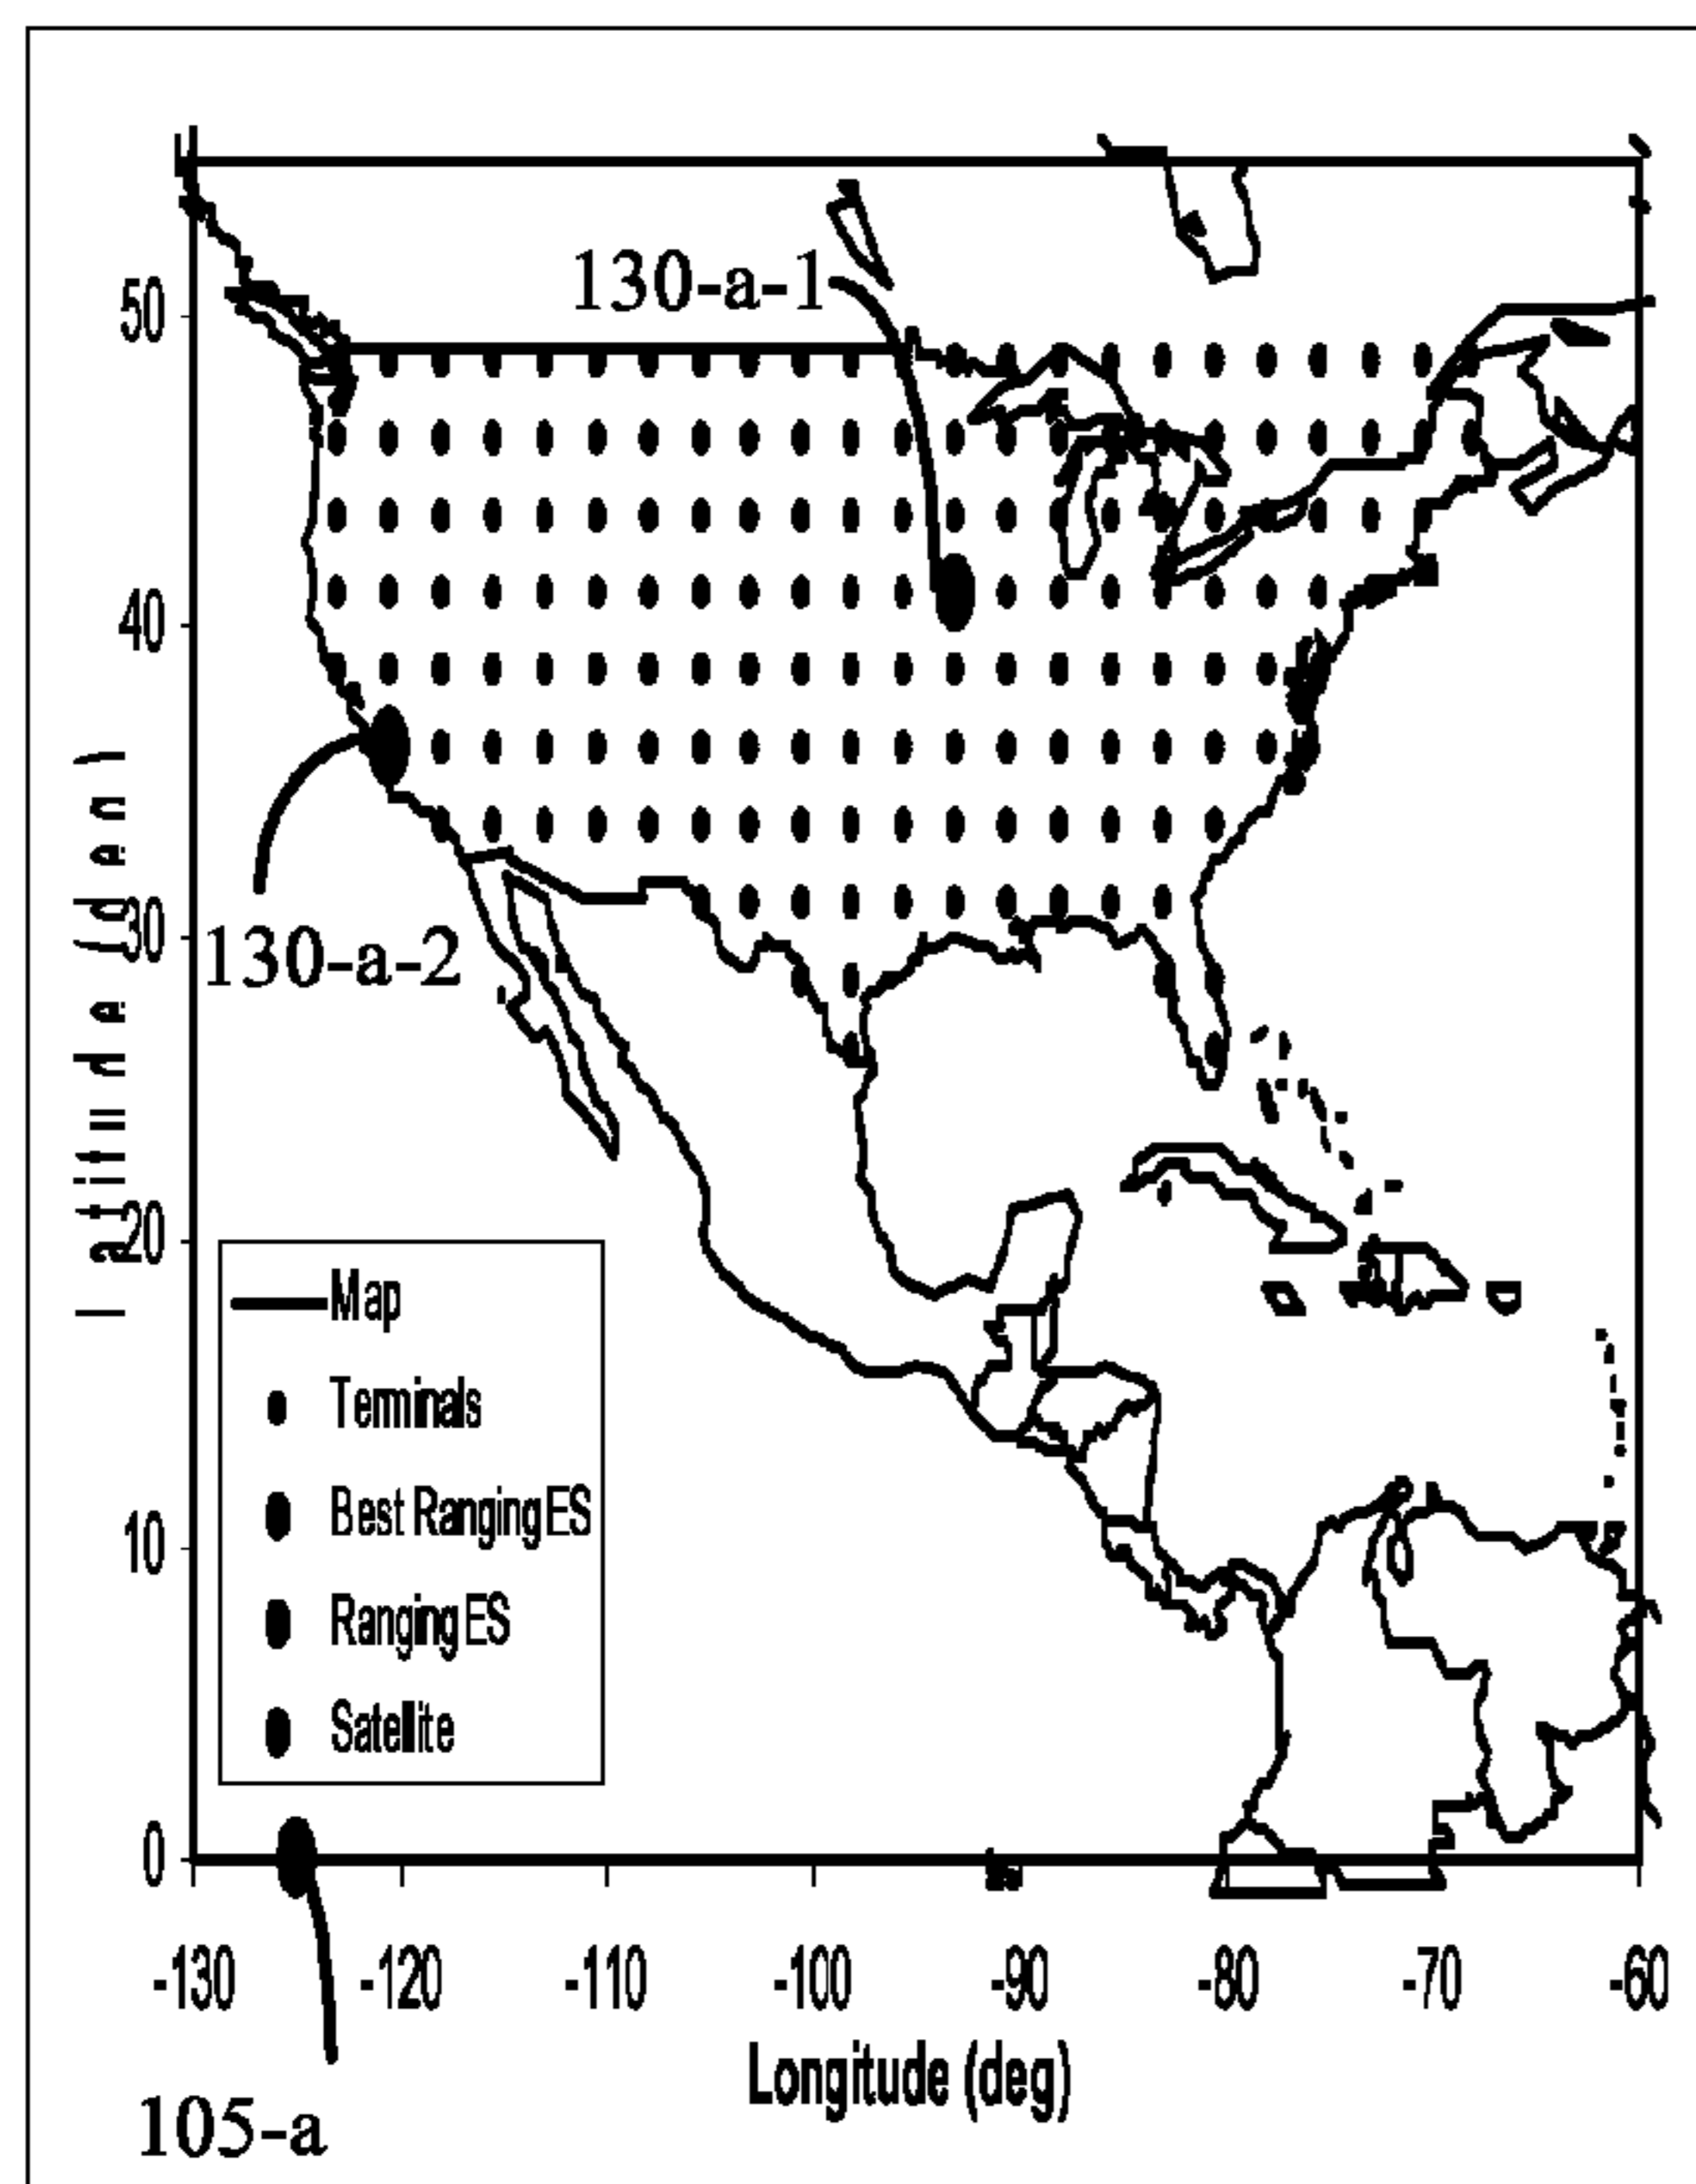 130-a-1
50
40
30
130-a-2
20
10
0
Latitude (deg)
Map
Terminals
Best Ranging ES
Ranging ES
Satellite
-130 -120 -110 -100 -90 -80 -70 -60
Longitude (deg)
105-a